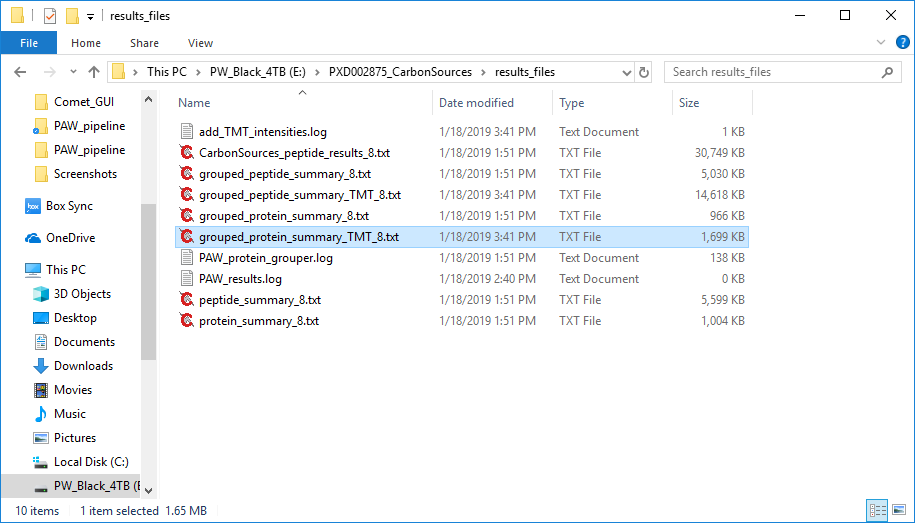 results_files
File Home Share View
This PC PW_Black_4TB (E:) PXD002875_CarbonSources results_files Search results_files
Name Date modified Type Size
Comet_GUI
PAW_pipeline
PAW_pipeline
Screenshots
Box Sync
OneDrive
This PC
3D Objects
Desktop
Documents
Downloads
Movies
Music
Pictures
Local Disk (C:)
PW_Black_4TB (E
add_TMT_intensities.log 1/18/2019 3:41 PM Text Document 1 KB
CarbonSources_peptide_results_8.txt 1/18/2019 1:51 PM TXT File 30,749 KB
grouped_peptide_summary_8.txt 1/18/2019 1:51 PM TXT File 5,030 KB
grouped_peptide_summary_TMT_8.txt 1/18/2019 3:41 PM TXT File 14,618 KB
grouped_protein_summary_8.txt 1/18/2019 1:51 PM TXT File 966 KB
grouped_protein_summary_TMT_8.txt 1/18/2019 3:41 PM TXT File 1,699 KB
PAW_protein_grouper.log 1/18/2019 1:51 PM Text Document 138 KB
PAW_results.log 1/18/2019 2:40 PM Text Document 0 KB
peptide_summary_8.txt 1/18/2019 1:51 PM TXT File 5,599 KB
protein_summary_8.txt 1/18/2019 1:51 PM TXT File 1,004 KB
10 items 1 item selected 1.65 MB